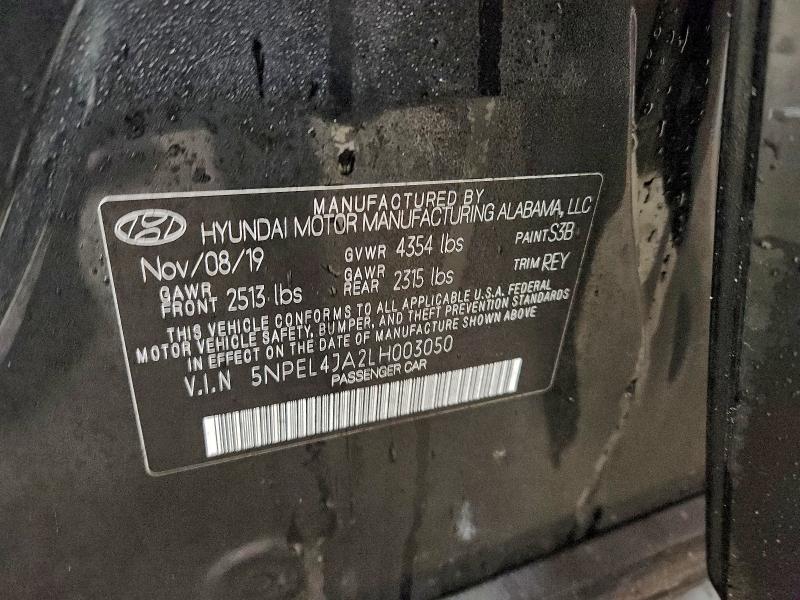 MANUFACTURED BY
HYUNDAI MOTOR MANUFACTURING ALABAMA, LLC
Nov/08/19 GVWR 4354 lbs PAINT S3B
GAWR FRONT 2513 lbs GAWR REAR 2315 lbs TRIM REY
THIS VEHICLE CONFORMS TO ALL APPLICABLE U.S.A. FEDERAL
MOTOR VEHICLE SAFETY, BUMPER, AND THEFT PREVENTION STANDARDS
IN EFFECT ON THE DATE OF MANUFACTURE SHOWN ABOVE
V.I.N 5NPEL4JA2LH003050
PASSENGER CAR